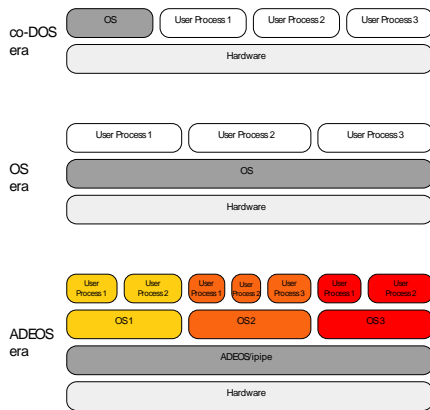 co-DOS
era
OS
User Process 1
User Process 2
User Process 3
Hardware
OS
era
User Process 1
User Process 2
User Process 3
OS
Hardware
ADEOS
era
User
Process 1
User
Process 2
User
Process 1
User
Process 2
User
Process 3
User
Process 1
User
Process 2
OS1
OS2
OS3
ADEOS/ipipe
Hardware